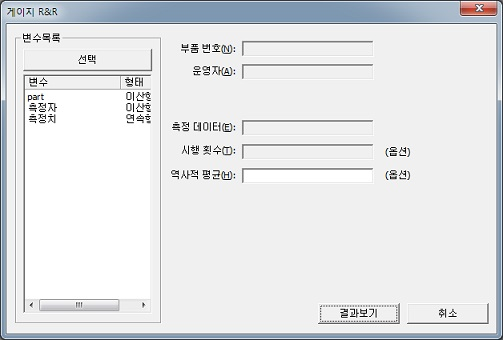 게이지 R&R
변수목록
선택
변수 형태
part 이산형
측정자 이산형
측정치 연속형
부품 번호(N):
운영자(A):
측정 데이터(E):
시행 횟수(T): (옵션)
역사적 평균(H): (옵션)
결과보기 취소